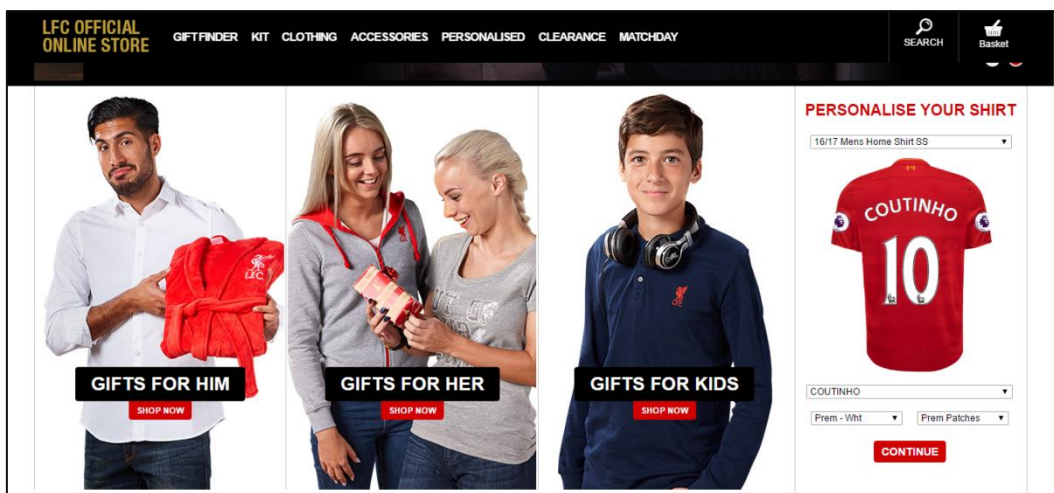 LFC OFFICIAL
ONLINE STORE
GIFTFINDER KIT CLOTHING ACCESSORIES PERSONALISED CLEARANCE MATCHDAY
SEARCH
Basket
L.F.C.
GIFTS FOR HIM
SHOP NOW
GIFTS FOR HER
SHOP NOW
GIFTS FOR KIDS
SHOP NOW
PERSONALISE YOUR SHIRT
16/17 Mens Home Shirt SS
COUTINHO
10
COUTINHO
Prem - Wht
Prem Patches
CONTINUE